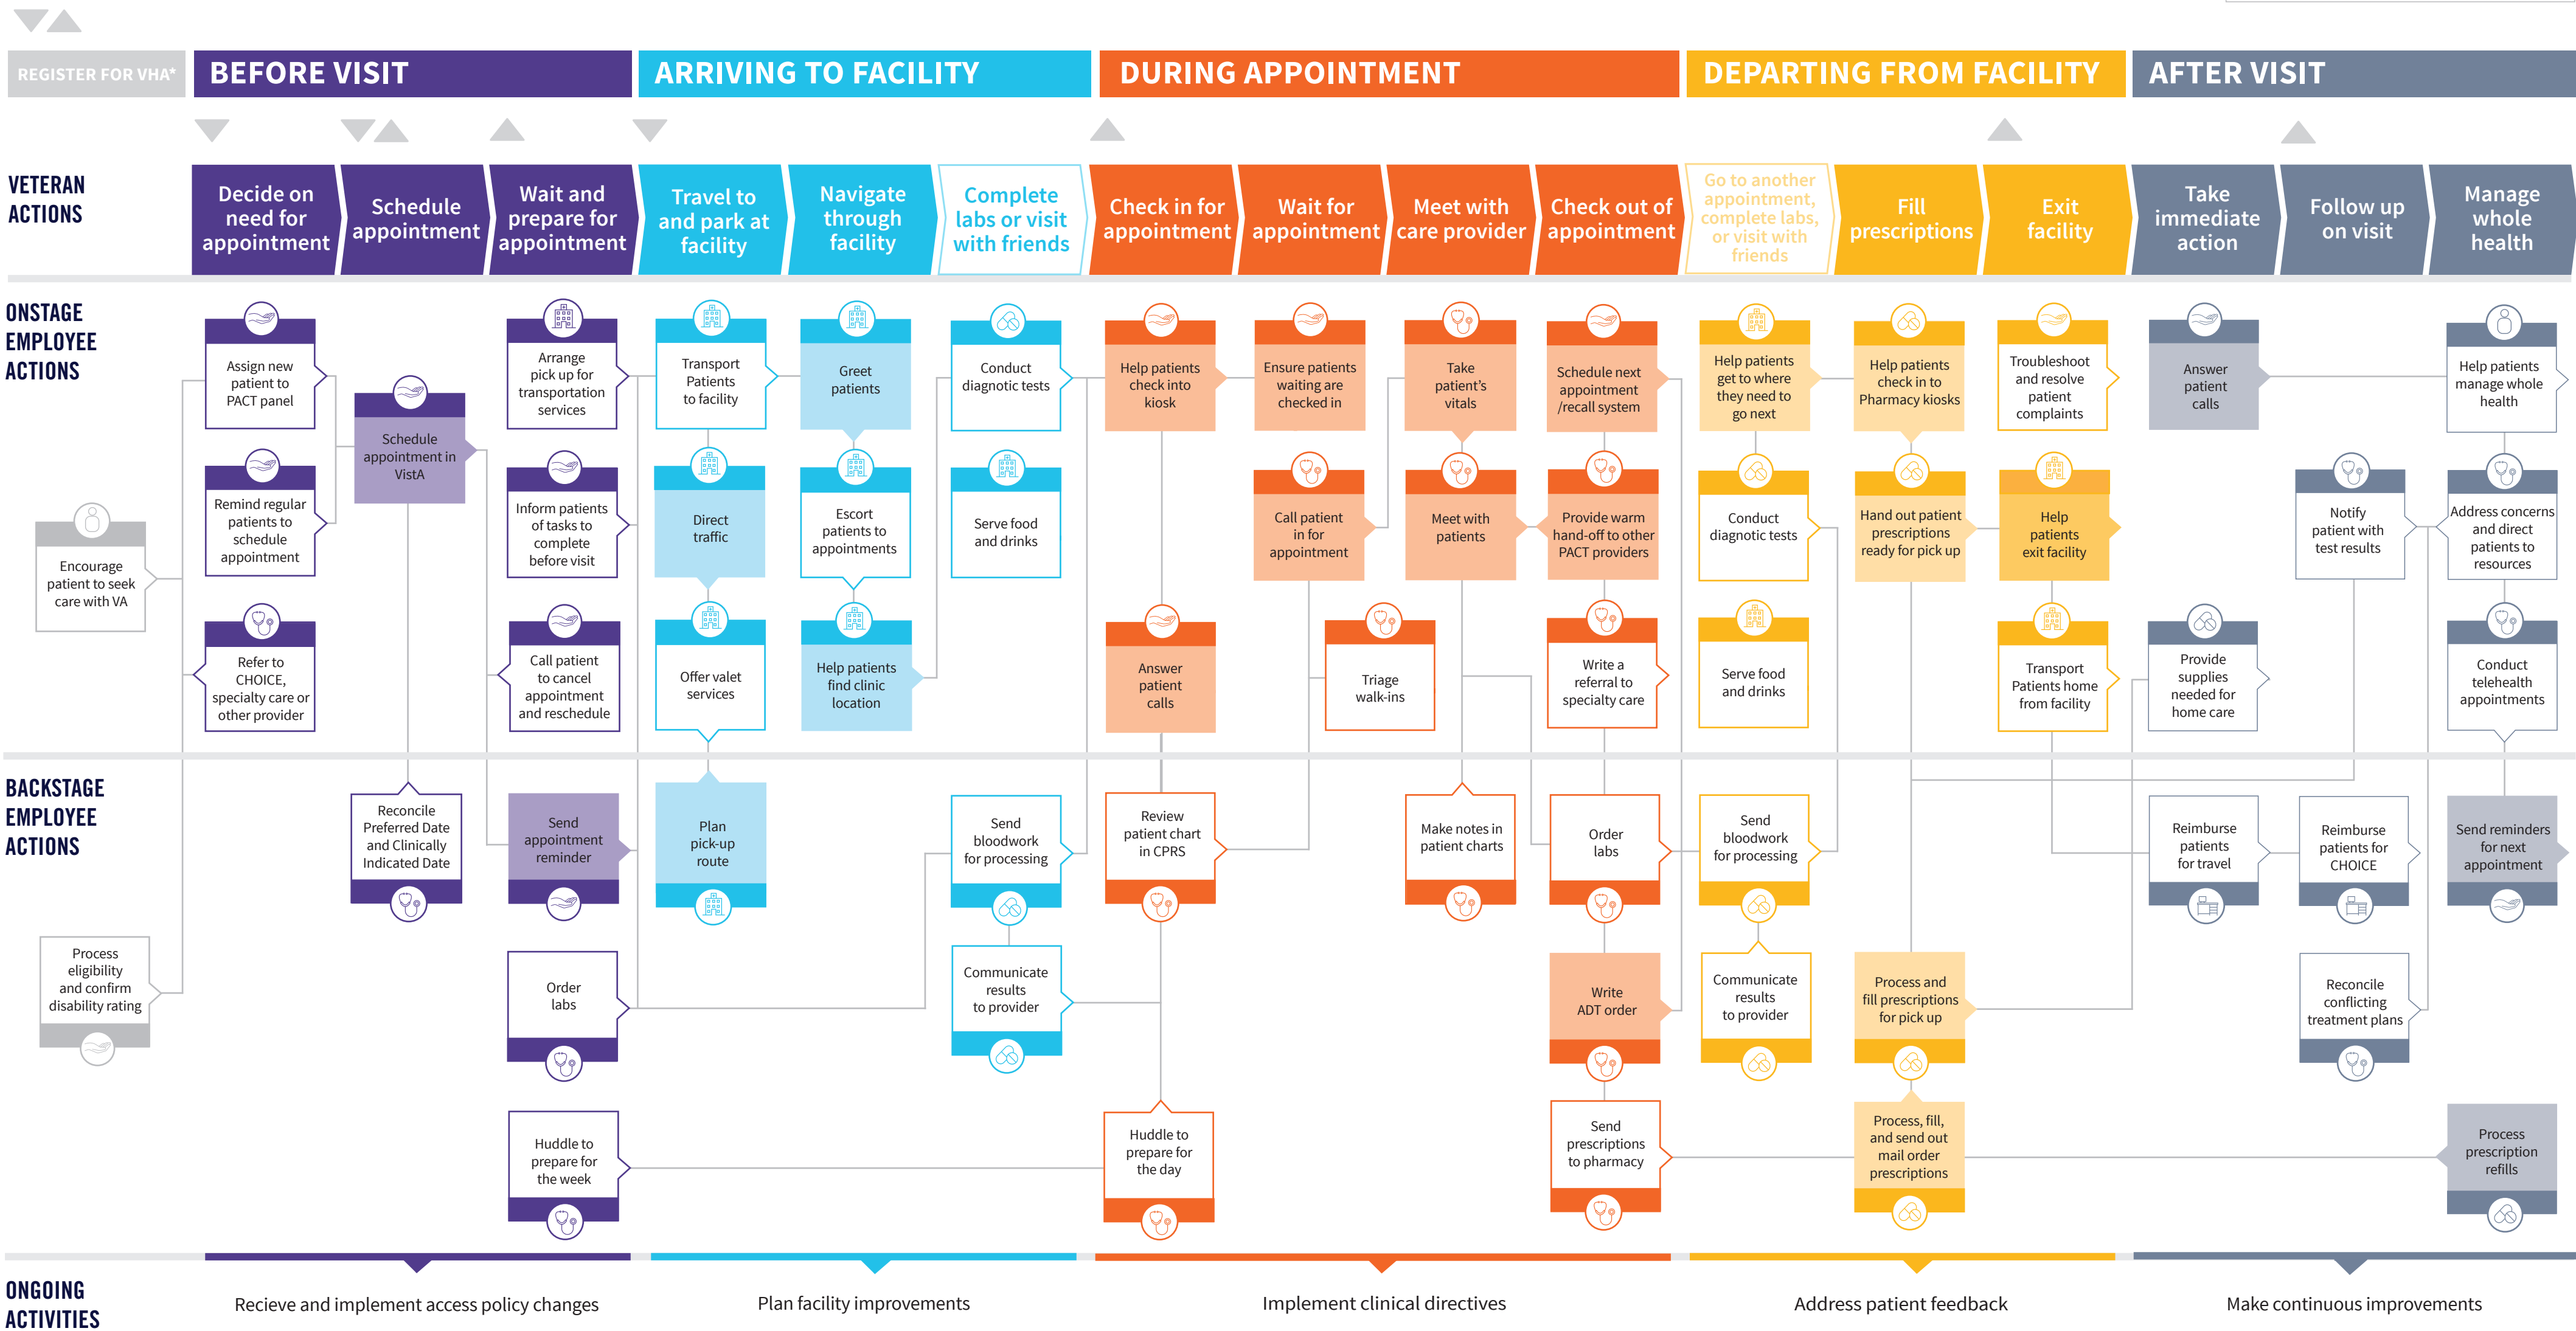 REGISTER FOR VHA*
BEFORE VISIT
ARRIVING TO FACILITY
DURING APPOINTMENT
DEPARTING FROM FACILITY
AFTER VISIT
VETERAN
ACTIONS
Decide on
need for
appointment
Schedule
appointment
Wait and
prepare for
appointment
Travel to
and park at
facility
Navigate
through
facility
Complete
labs or visit
with friends
Check in for
appointment
Wait for
appointment
Meet with
care provider
Check out of
appointment
Go to another
appointment,
complete labs,
or visit with
friends
Fill
prescriptions
Exit
facility
Take
immediate
action
Follow up
on visit
Manage
whole
health
ONSTAGE
EMPLOYEE
ACTIONS
Encourage
patient to seek
care with VA
Assign new
patient to
PACT panel
Remind regular
patients to
schedule
appointment
Refer to
CHOICE,
specialty care or
other provider
Schedule
appointment in
VistA
Arrange
pick up for
transportation
services
Inform patients
of tasks to
complete
before visit
Call patient
to cancel
appointment
and reschedule
Transport
Patients
to facility
Direct
traffic
Offer valet
services
Greet
patients
Escort
patients to
appointments
Help patients
find clinic
location
Conduct
diagnostic tests
Serve food
and drinks
Help patients
check into
kiosk
Answer
patient
calls
Ensure patients
waiting are
checked in
Call patient
in for
appointment
Triage
walk-ins
Take
patient's
vitals
Meet with
patients
Schedule next
appointment
/recall system
Provide warm
hand-off to other
PACT providers
Write a
referral to
specialty care
Help patients
get to where
they need to
go next
Conduct
diagnostic tests
Serve food
and drinks
Help patients
check in to
Pharmacy kiosks
Hand out patient
prescriptions
ready for pick up
Troubleshoot
and resolve
patient
complaints
Help
patients
exit facility
Transport
Patients home
from facility
Answer
patient
calls
Provide
supplies
needed for
home care
Notify
patient with
test results
Help patients
manage whole
health
Address concerns
and direct
patients to
resources
Conduct
telehealth
appointments
BACKSTAGE
EMPLOYEE
ACTIONS
Process
eligibility
and confirm
disability rating
Reconcile
Preferred Date
and Clinically
Indicated Date
Send
appointment
reminder
Order
labs
Huddle to
prepare for
the week
Plan
pick-up
route
Send
bloodwork
for processing
Communicate
results
to provider
Review
patient chart
in CPRS
Huddle to
prepare for
the day
Make notes in
patient charts
Order
labs
Write
ADT order
Send
prescriptions
to pharmacy
Send
bloodwork
for processing
Communicate
results
to provider
Process and
fill prescriptions
for pick up
Process, fill,
and send out
mail order
prescriptions
Reimburse
patients
for travel
Reimburse
patients for
CHOICE
Reconcile
conflicting
treatment plans
Send reminders
for next
appointment
Process
prescription
refills
ONGOING
ACTIVITIES
Recieve and implement access policy changes
Plan facility improvements
Implement clinical directives
Address patient feedback
Make continuous improvements